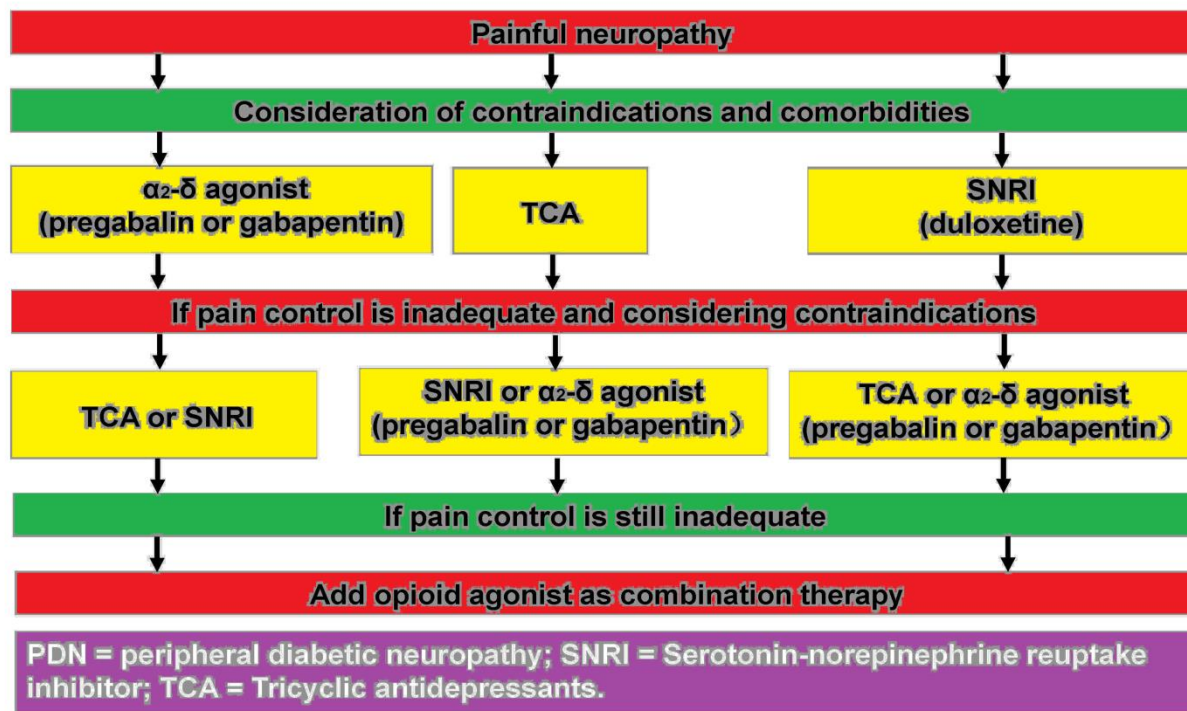 Painful neuropathy
Consideration of contraindications and comorbidities
α₂-δ agonist
(pregabalin or gabapentin)
TCA
SNRI
(duloxetine)
If pain control is inadequate and considering contraindications
TCA or SNRI
SNRI or α₂-δ agonist
(pregabalin or gabapentin）
TCA or α₂-δ agonist
(pregabalin or gabapentin）
If pain control is still inadequate
Add opioid agonist as combination therapy
PDN = peripheral diabetic neuropathy; SNRI = Serotonin-norepinephrine reuptake
inhibitor; TCA = Tricyclic antidepressants.